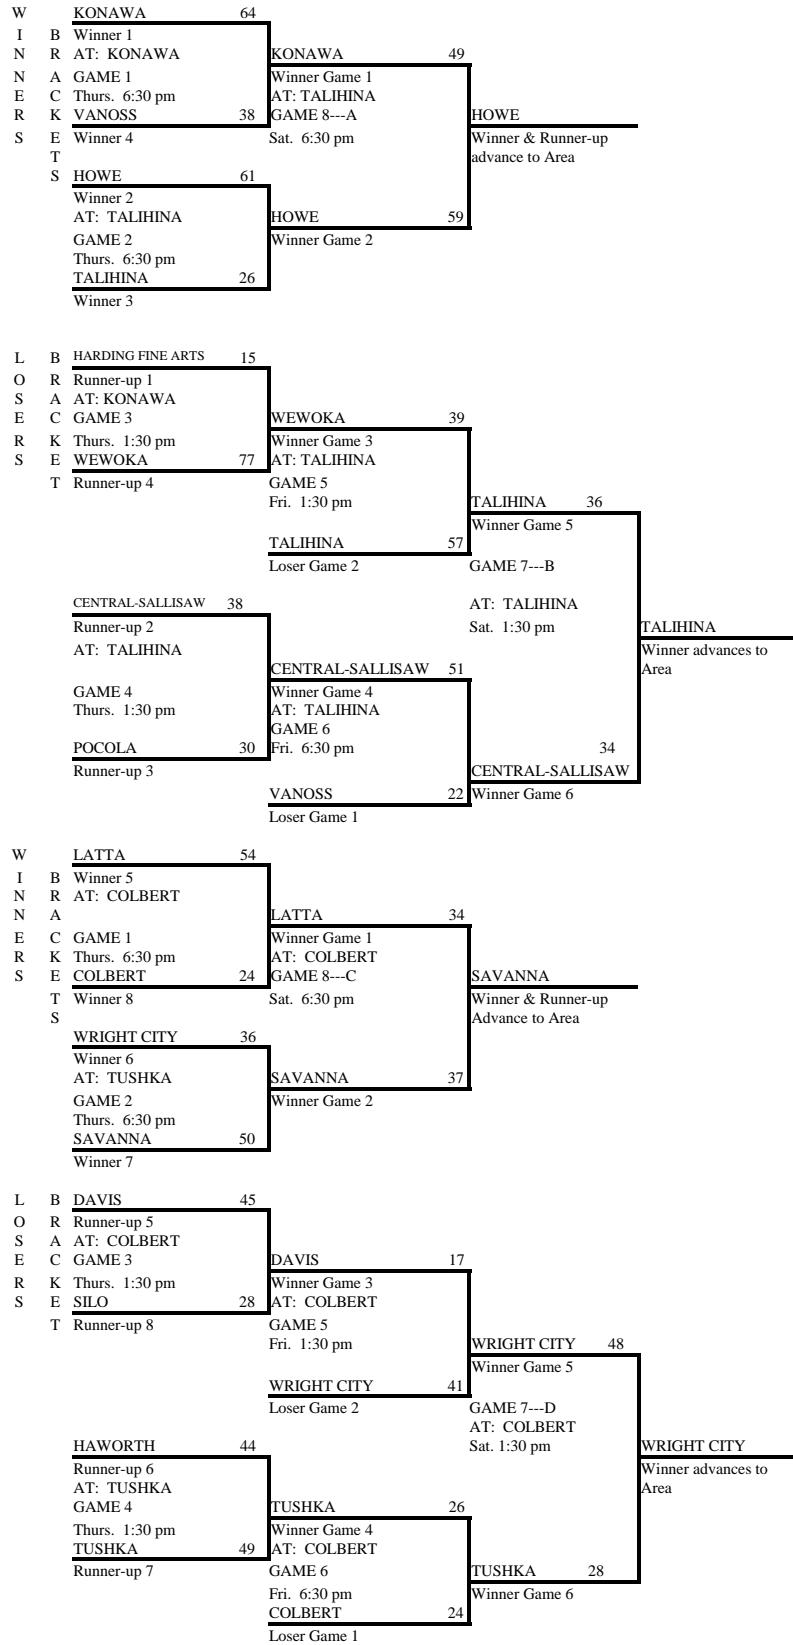 W KONAWA 64
I B Winner 1
N R AT: KONAWA KONAWA 49
N A GAME 1 Winner Game 1
E C Thurs. 6:30 pm AT: TALIHINA
R K VANOSS 38 GAME 8---A HOWE
S E Winner 4 Sat. 6:30 pm Winner & Runner-up
T advance to Area
S HOWE 61
Winner 2
AT: TALIHINA HOWE 59
GAME 2 Winner Game 2
Thurs. 6:30 pm
TALIHINA 26
Winner 3
L B HARDING FINE ARTS 15
O R Runner-up 1
S A AT: KONAWA
E C GAME 3 WEWOKA 39
R K Thurs. 1:30 pm Winner Game 3
S E WEWOKA 77 AT: TALIHINA
T Runner-up 4 GAME 5
Fri. 1:30 pm TALIHINA 36
Winner Game 5
TALIHINA 57
Loser Game 2 GAME 7---B
CENTRAL-SALLISAW 38 AT: TALIHINA
Runner-up 2 Sat. 1:30 pm TALIHINA
AT: TALIHINA Winner advances to
CENTRAL-SALLISAW 51 Area
GAME 4 Winner Game 4
Thurs. 1:30 pm AT: TALIHINA
GAME 6
POCOLA 30 Fri. 6:30 pm 34
Runner-up 3 CENTRAL-SALLISAW
VANOSS 22 Winner Game 6
Loser Game 1
W LATTA 54
I B Winner 5
N R AT: COLBERT
N A LATTA 34
E C GAME 1 Winner Game 1
R K Thurs. 6:30 pm AT: COLBERT
S E COLBERT 24 GAME 8---C SAVANNA
T Winner 8 Sat. 6:30 pm Winner & Runner-up
S Advance to Area
WRIGHT CITY 36
Winner 6
AT: TUSHKA SAVANNA 37
GAME 2 Winner Game 2
Thurs. 6:30 pm
SAVANNA 50
Winner 7
L B DAVIS 45
O R Runner-up 5
S A AT: COLBERT
E C GAME 3 DAVIS 17
R K Thurs. 1:30 pm Winner Game 3
S E SILO 28 AT: COLBERT
T Runner-up 8 GAME 5
Fri. 1:30 pm WRIGHT CITY 48
Winner Game 5
WRIGHT CITY 41
Loser Game 2 GAME 7---D
AT: COLBERT
HAWORTH 44 Sat. 1:30 pm WRIGHT CITY
Runner-up 6 Winner advances to
AT: TUSHKA Area
GAME 4 TUSHKA 26
Thurs. 1:30 pm Winner Game 4
TUSHKA 49 AT: COLBERT
Runner-up 7 GAME 6 TUSHKA 28
Fri. 6:30 pm Winner Game 6
COLBERT 24
Loser Game 1